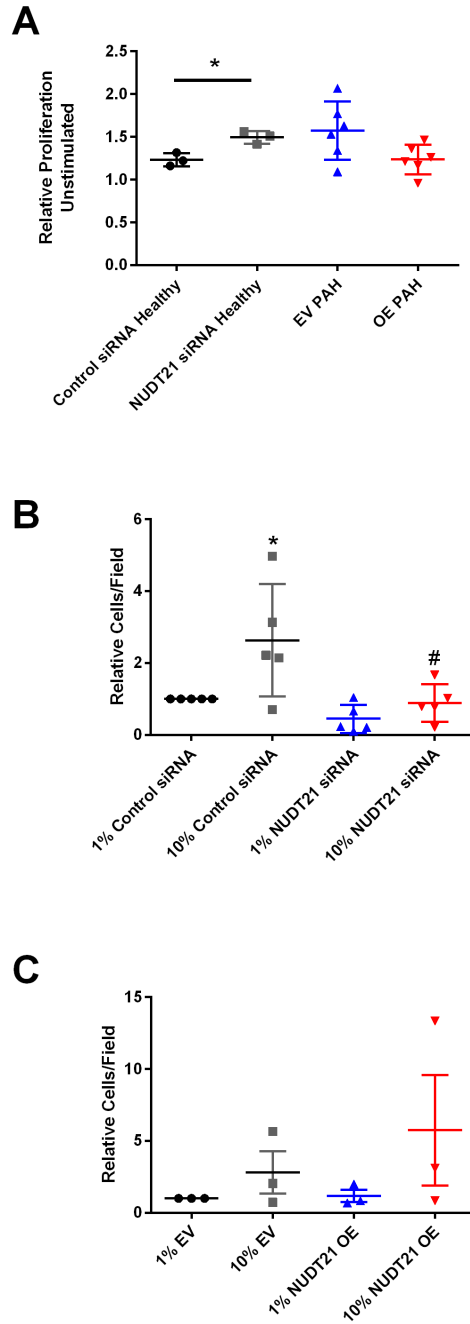 A
Relative Proliferation
Unstimulated
2.5
2.0
1.5
1.0
0.5
0.0
*
Control siRNA Healthy
NUDT21 siRNA Healthy
EV PAH
OE PAH
B
Relative Cells/Field
6
4
2
0
*
#
1% Control siRNA
10% Control siRNA
1% NUDT21 siRNA
10% NUDT21 siRNA
C
Relative Cells/Field
15
10
5
0
1% EV
10% EV
1% NUDT21 OE
10% NUDT21 OE